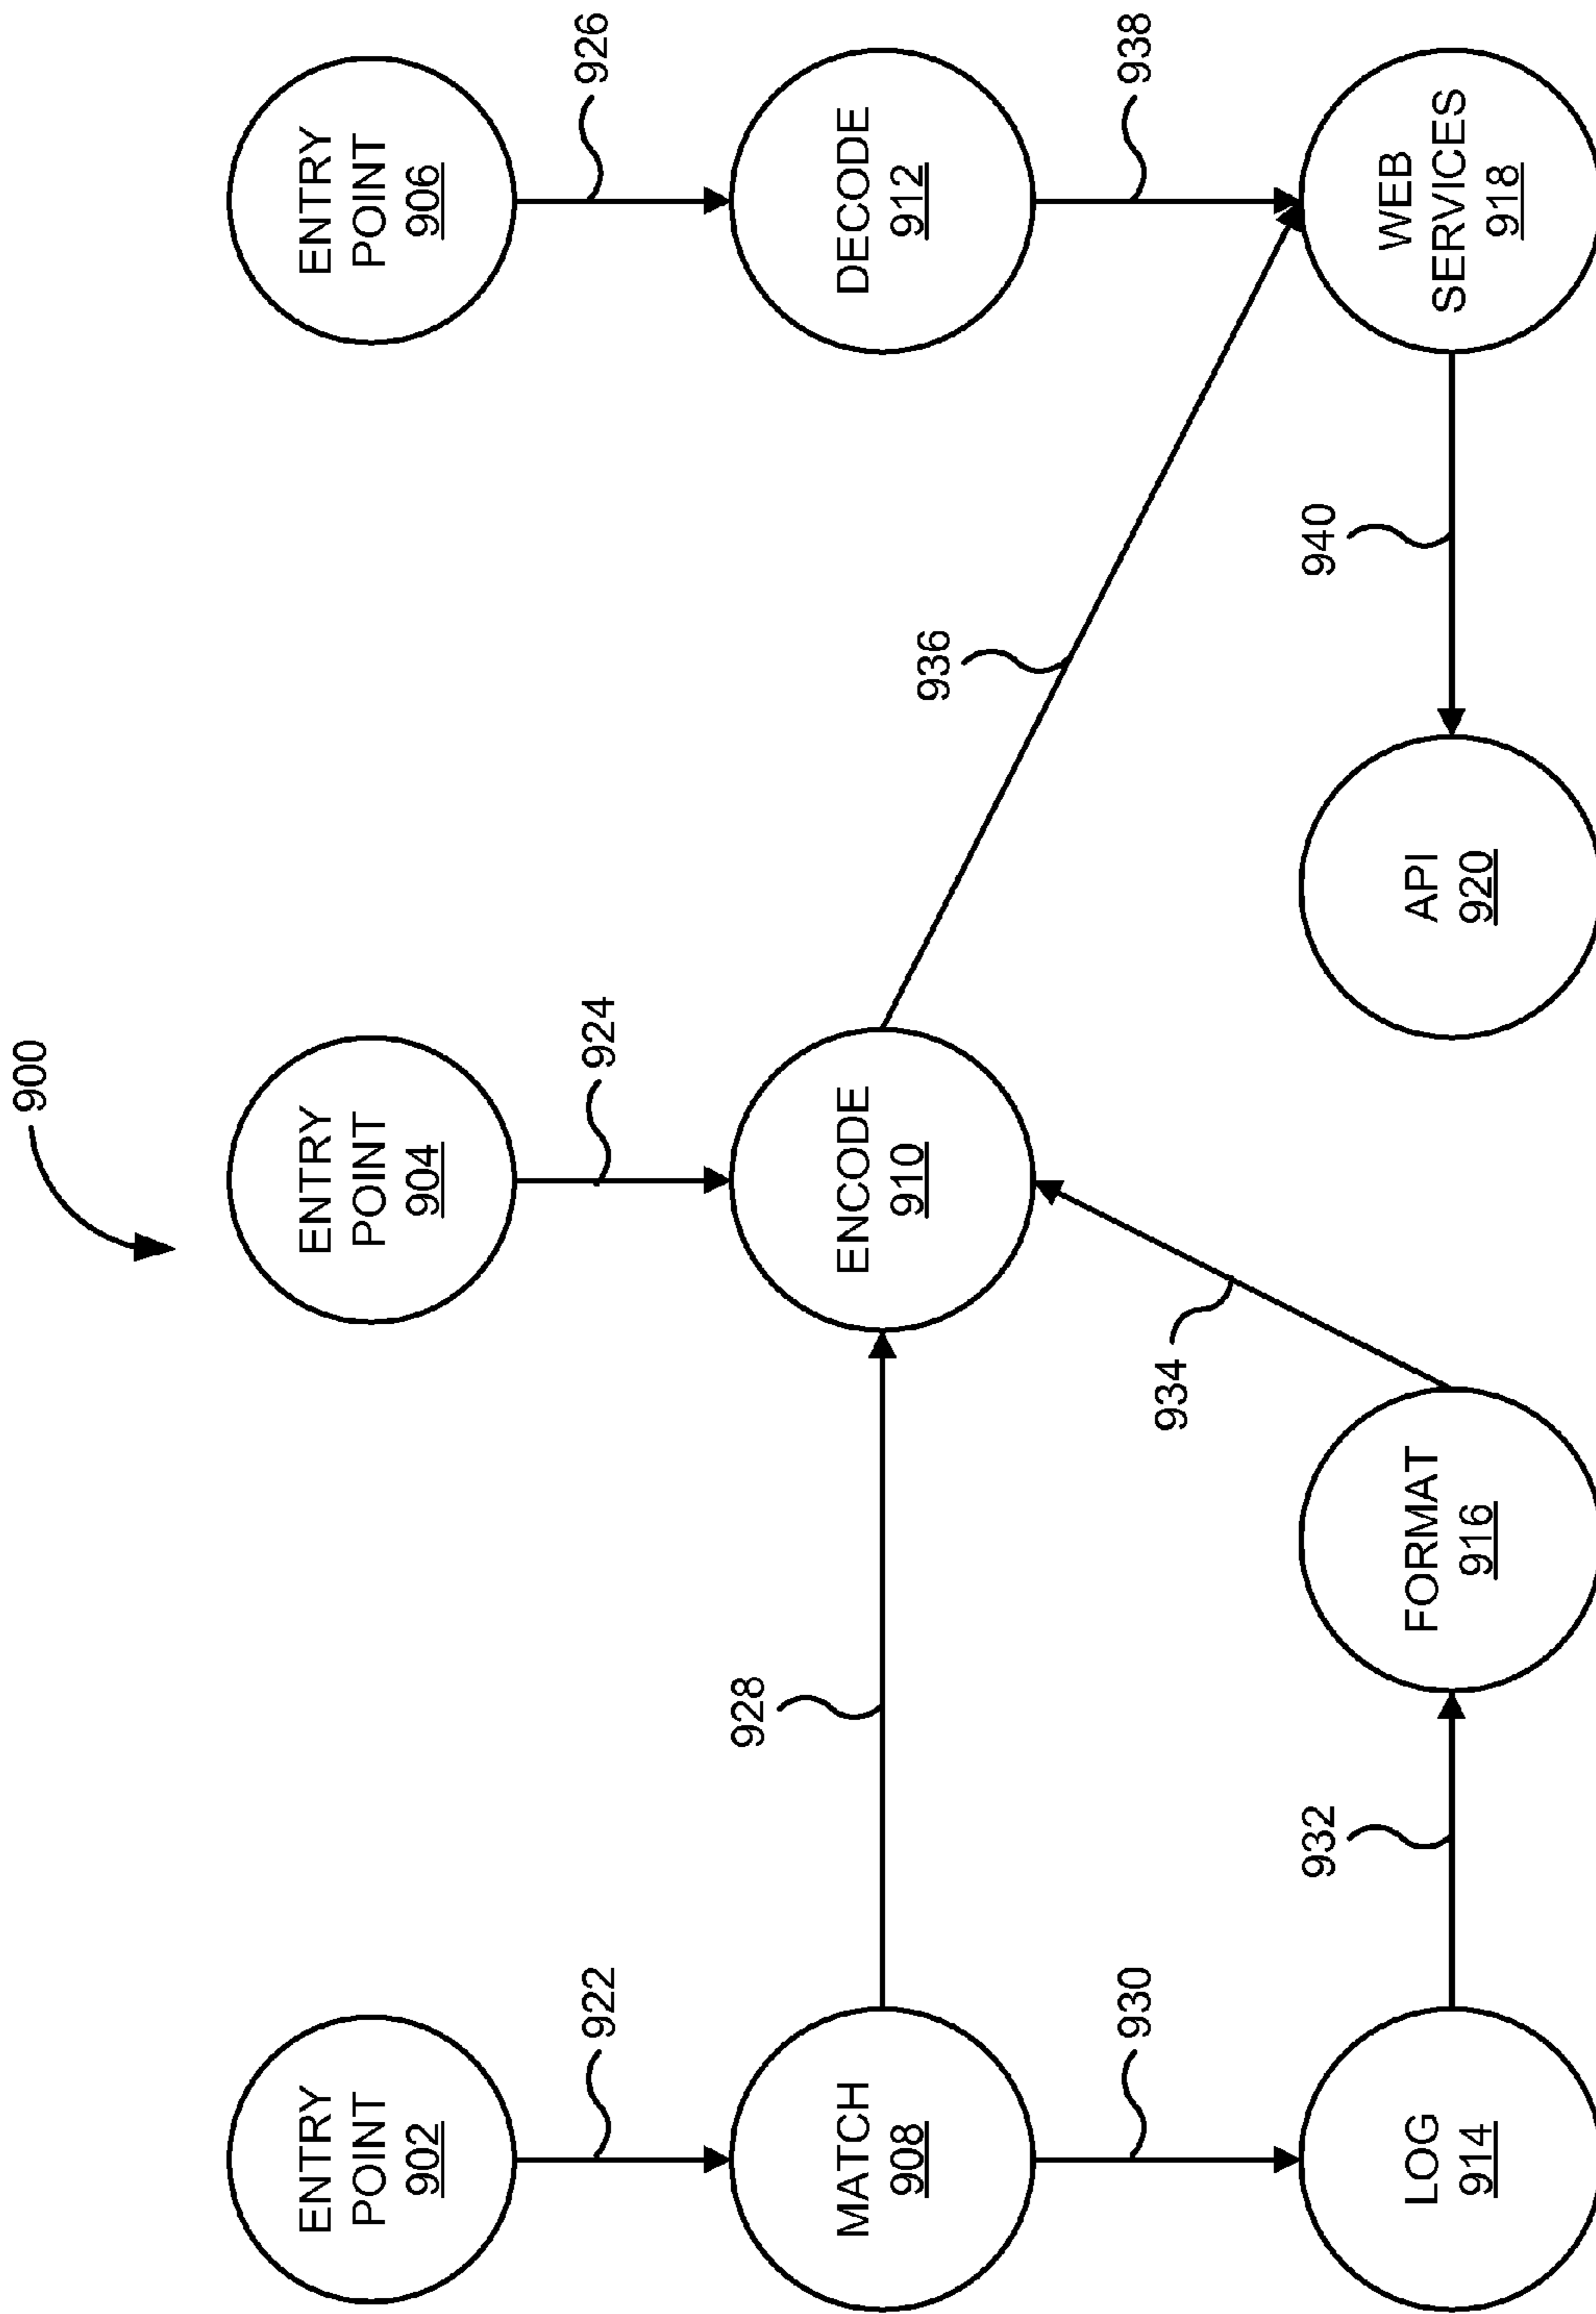 900
ENTRY
POINT
902
ENTRY
POINT
904
ENTRY
POINT
906
922
924
926
928
MATCH
908
ENCODE
910
DECODE
912
936
930
934
938
932
940
LOG
914
FORMAT
916
API
920
WEB
SERVICES
918